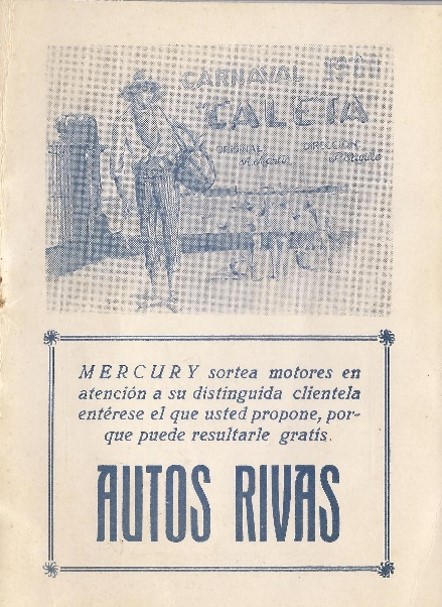 CARNAVAL
"CALETA
ORIGINAL
DIRECCION
MERCURY sortea motores en
atención a su distinguida clientela
entérese el que usted propone, por-
que puede resultarle gratis.
AUTOS RIVAS